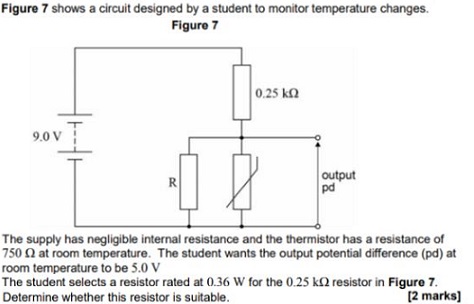 Figure 7 shows a circuit designed by a student to monitor temperature changes.
Figure 7
0.25 kΩ
9.0 V
R
output
pd
The supply has negligible internal resistance and the thermistor has a resistance of
750 Ω at room temperature. The student wants the output potential difference (pd) at
room temperature to be 5.0 V
The student selects a resistor rated at 0.36 W for the 0.25 kΩ resistor in Figure 7.
Determine whether this resistor is suitable. [2 marks]